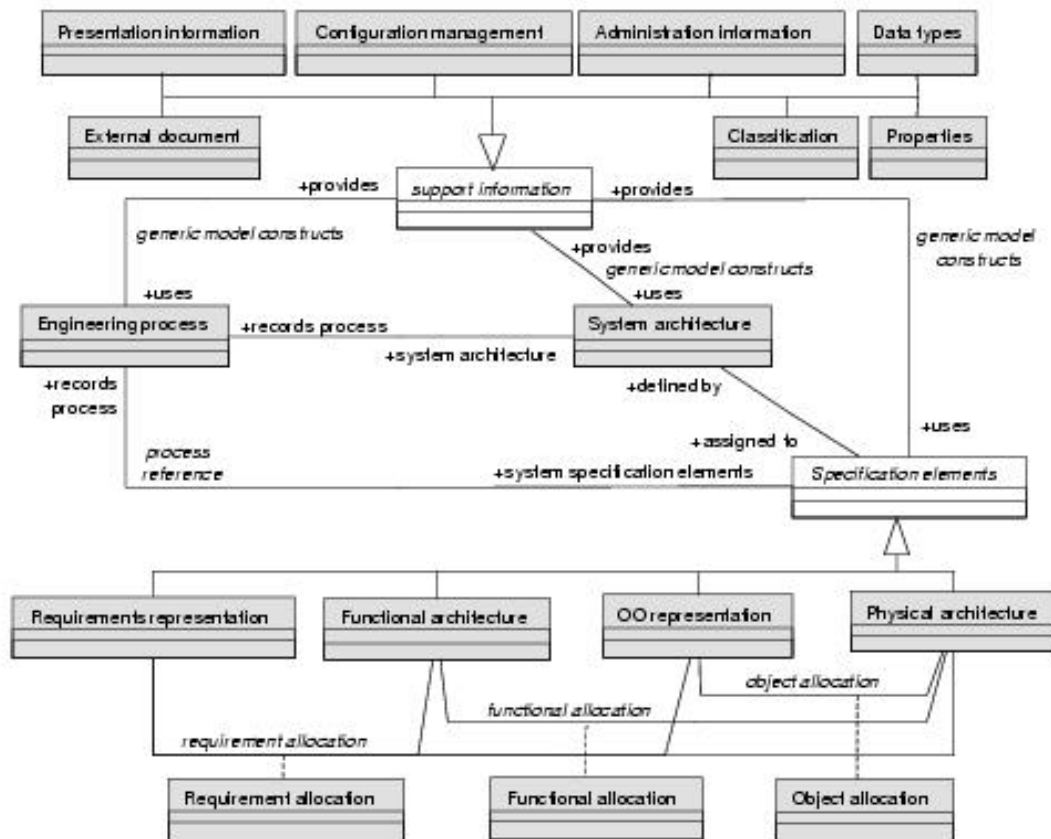 Presentation information
Configuration management
Administration information
Data types
External document
Classification
Properties
+provides
support information
+provides
generic model constructs
+provides
generic model constructs
generic model
constructs
+uses
+uses
Engineering process
+records process
System architecture
+system architecture
+records
process
+defined by
+uses
+assigned to
process
reference
+system specification elements
Specification elements
Requirements representation
Functional architecture
OO representation
Physical architecture
object allocation
functional allocation
requirement allocation
Requirement allocation
Functional allocation
Object allocation